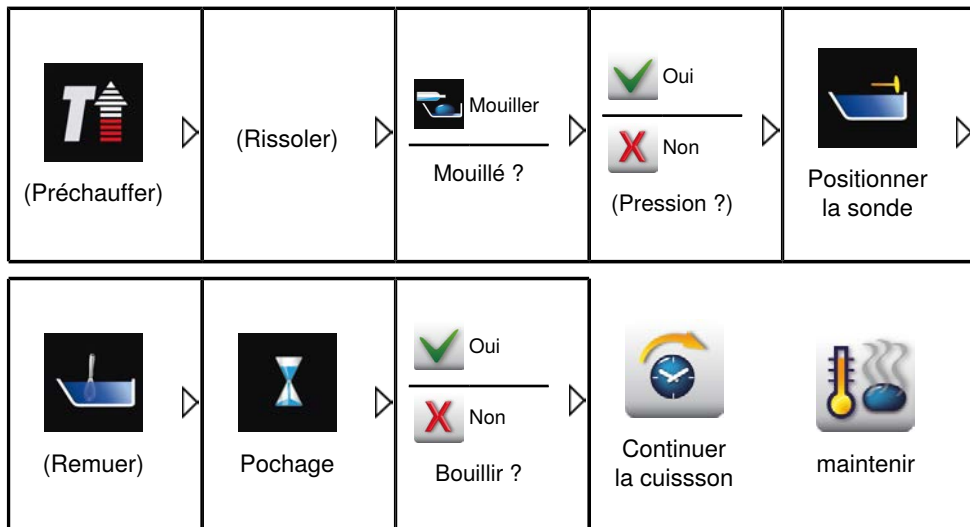 (Préchauffer)
(Rissoler)
Mouiller
Mouillé ?
Oui
Non
(Pression ?)
Positionner
la sonde
(Remuer)
Pochage
Oui
Non
Bouillir ?
Continuer
la cuissson
maintenir